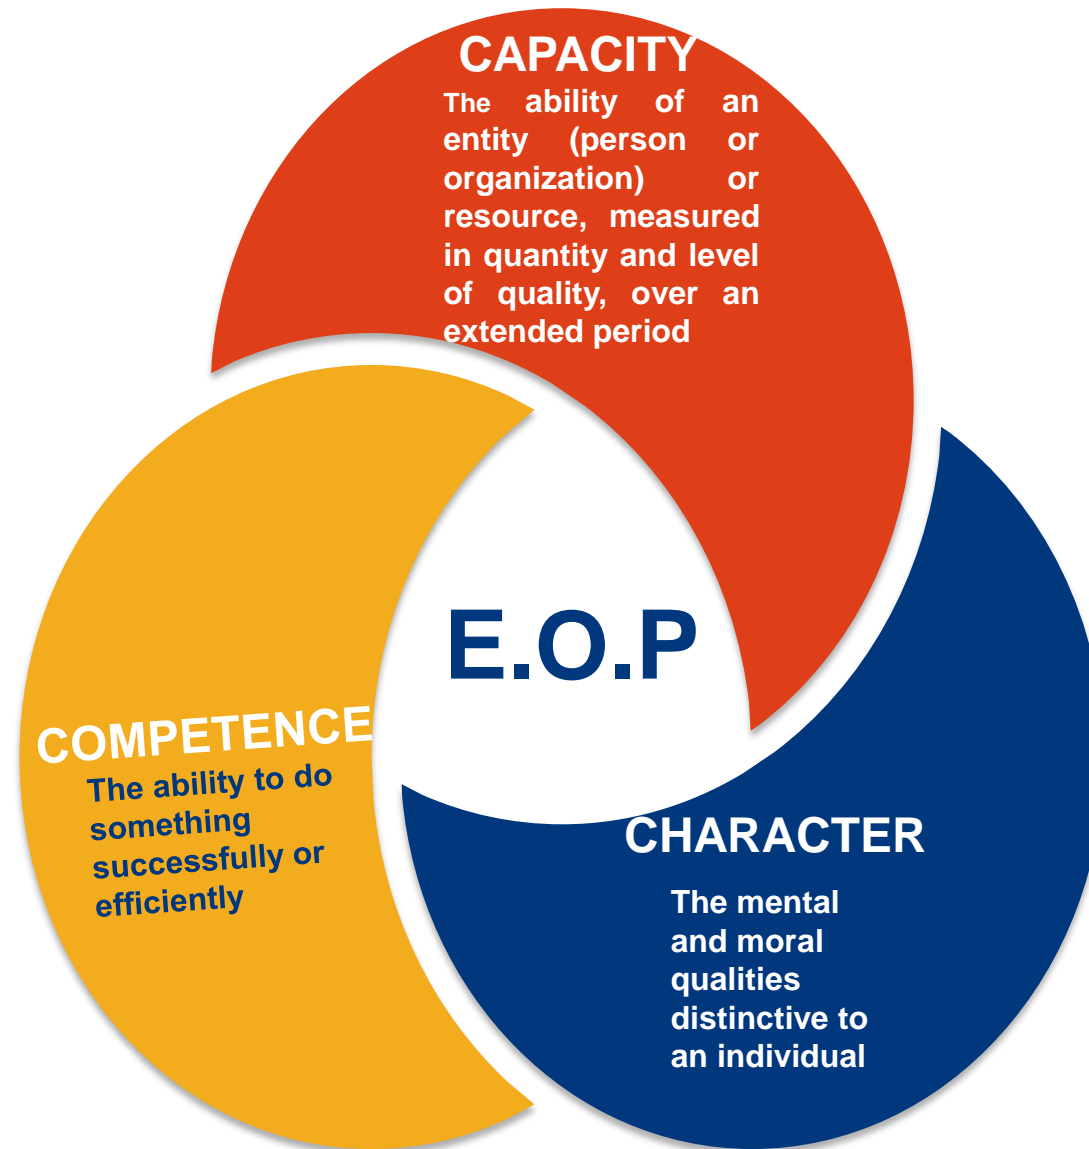 CAPACITY
The ability of an
entity (person or
organization) or
resource, measured
in quantity and level
of quality, over an
extended period
E.O.P
COMPETENCE
The ability to do
something
successfully or
efficiently
CHARACTER
The mental
and moral
qualities
distinctive to
an individual